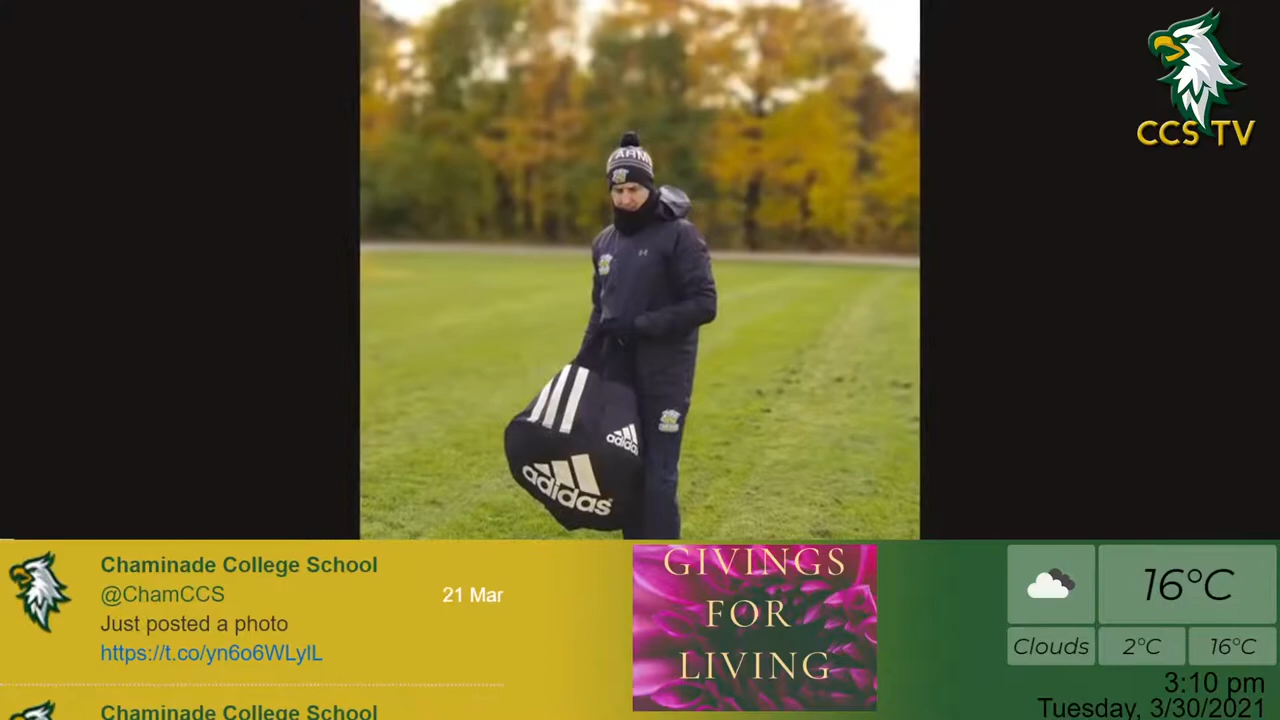 CCS TV
ARM
adidas
adidas
Chaminade College School
@ChamCCS
21 Mar
Just posted a photo
https://t.co/yn6o6WLylL
Chaminade College School
GIVINGS
FOR
LIVING
16°C
Clouds
2°C
16°C
3:10 pm
Tuesday, 3/30/2021